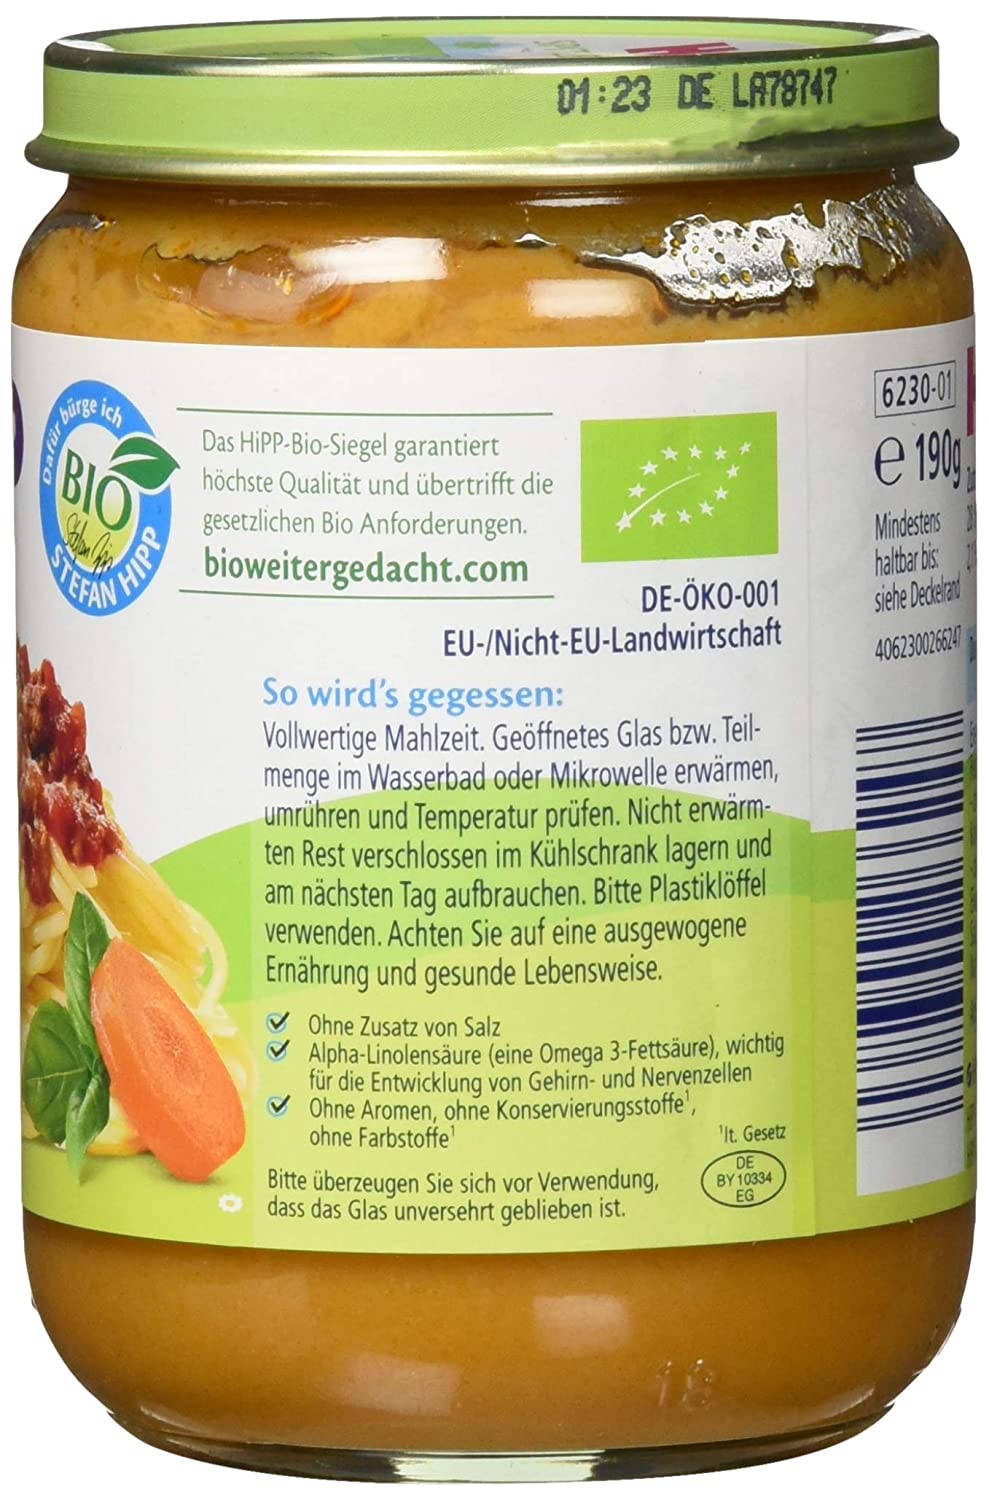 01:23 DE LA78747
Dafür bürge ich
BIO
STEFAN HIPP
Das HiPP-Bio-Siegel garantiert
höchste Qualität und übertrifft die
gesetzlichen Bio Anforderungen.
bioweitergedacht.com
DE-ÖKO-001
EU-/Nicht-EU-Landwirtschaft
So wird's gegessen:
Vollwertige Mahlzeit. Geöffnetes Glas bzw. Teil-
menge im Wasserbad oder Mikrowelle erwärmen,
umrühren und Temperatur prüfen. Nicht erwärm-
ten Rest verschlossen im Kühlschrank lagern und
am nächsten Tag aufbrauchen. Bitte Plastiklöffel
verwenden. Achten Sie auf eine ausgewogene
Ernährung und gesunde Lebensweise.
Ohne Zusatz von Salz
Alpha-Linolensäure (eine Omega 3-Fettsäure), wichtig
für die Entwicklung von Gehirn- und Nervenzellen
Ohne Aromen, ohne Konservierungsstoffe¹,
ohne Farbstoffe¹
¹lt. Gesetz
Bitte überzeugen Sie sich vor Verwendung,
dass das Glas unversehrt geblieben ist.
DE
BY 10334
EG
6230-01
e 190g
Mindestens
haltbar bis:
siehe Deckelrand
4062300266247
18